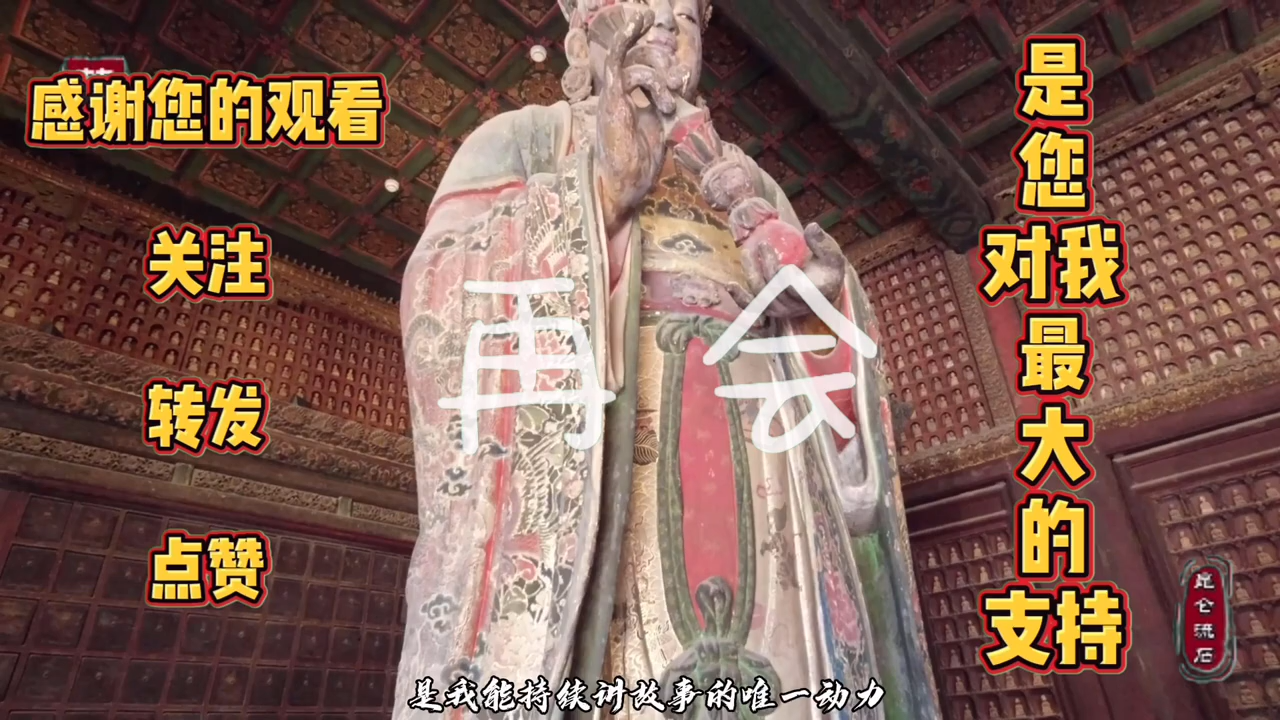 感谢您的观看
关注
转发
点赞
再会
是您对我最大的支持
昆仑流石
是我能持续讲故事的唯一动力